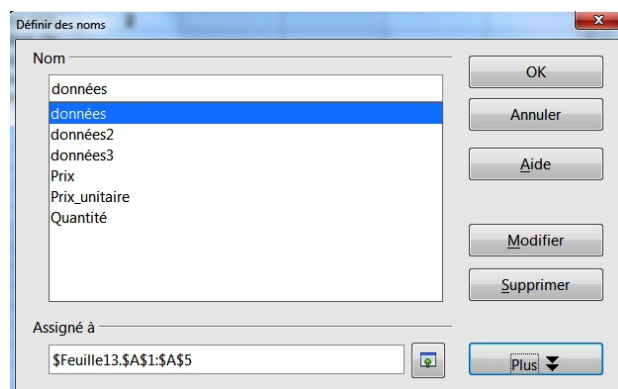 Définir des noms
Nom
données
données
données2
données3
Prix
Prix_unitaire
Quantité
OK
Annuler
Aide
Modifier
Supprimer
Assigné à
$Feuille13.$A$1:$A$5
Plus